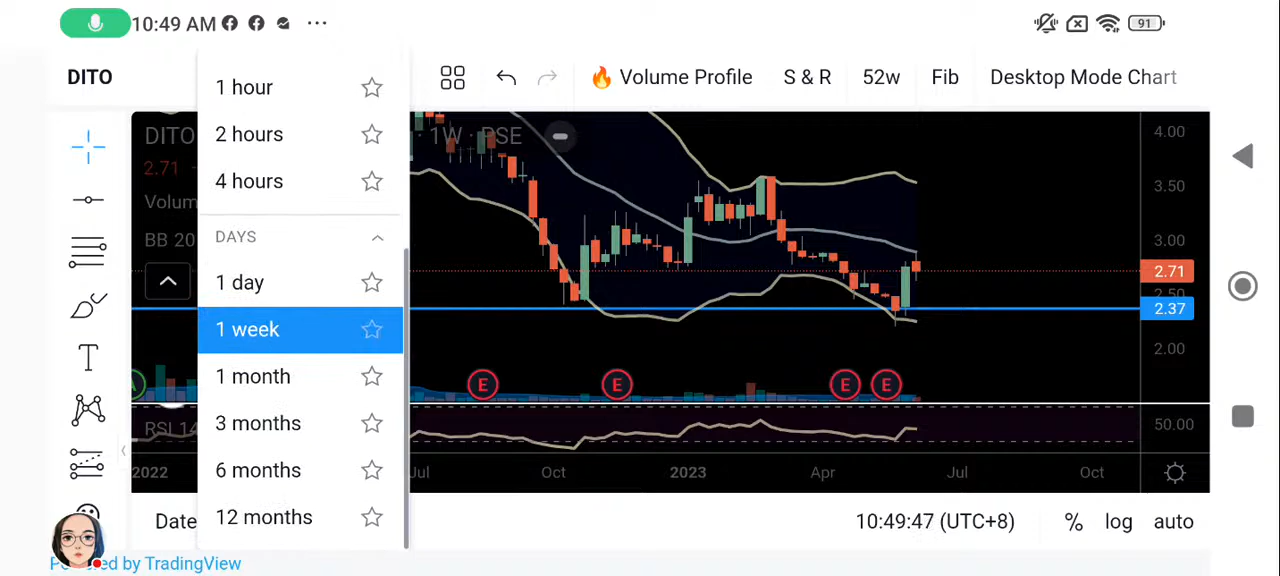 10:49 AM
91
DITO
Volume Profile
S & R
52w
Fib
Desktop Mode Chart
1 hour
2 hours
4 hours
DAYS
1 day
1 week
1 month
3 months
6 months
12 months
DITO
· 1W · PSE
2.71
Volum
BB 20
4.00
3.50
3.00
2.71
2.50
2.37
2.00
E
E
E
E
RSI 14
50.00
2022
Jul
Oct
2023
Apr
Jul
Oct
Date
10:49:47 (UTC+8)
%
log
auto
ed by TradingView